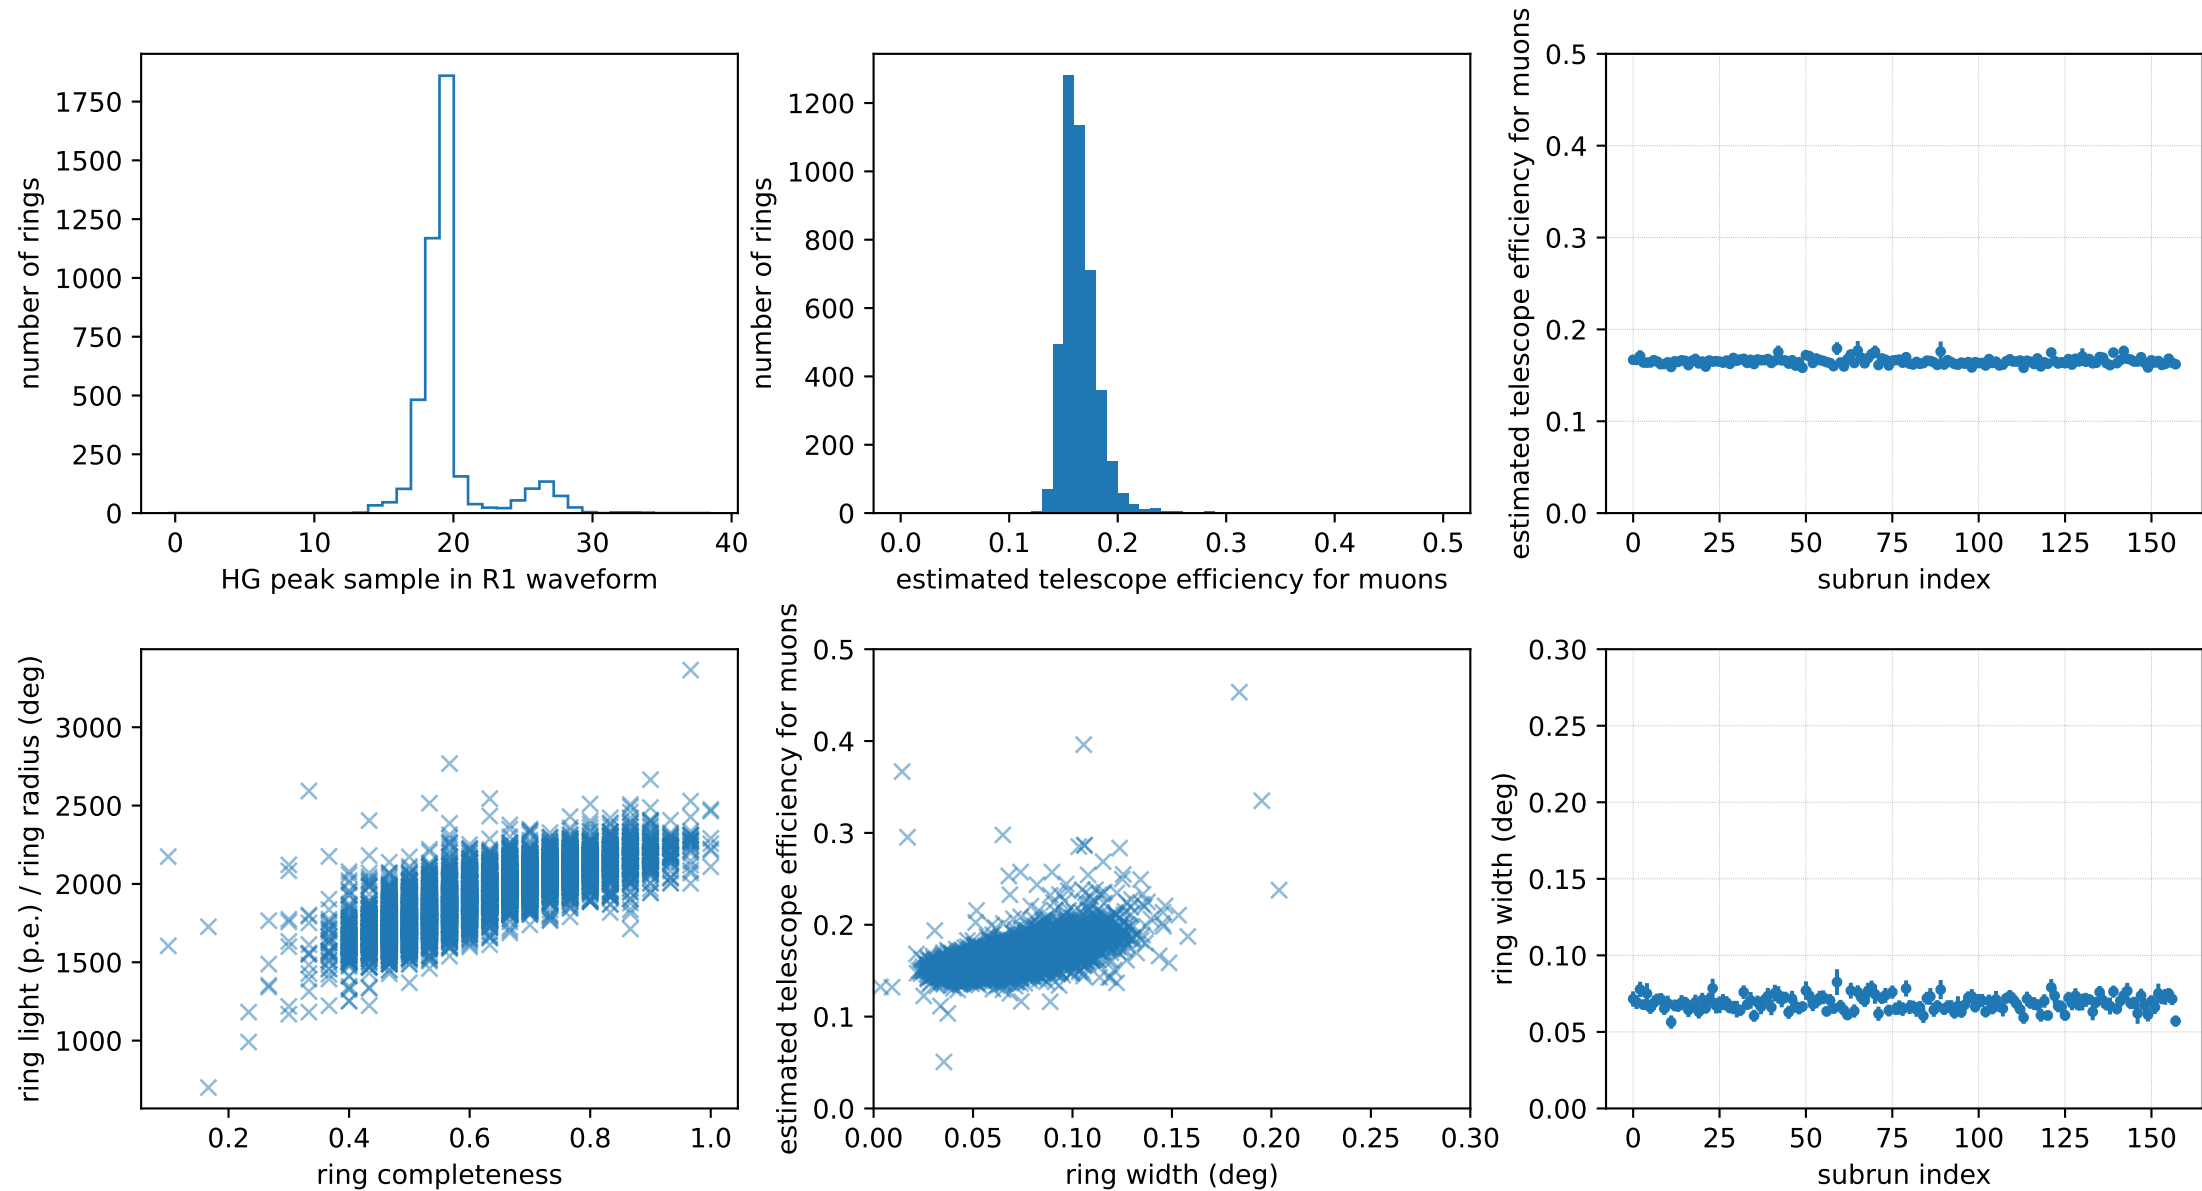 number of rings
1750
1500
1250
1000
750
500
250
0
0 10 20 30 40
HG peak sample in R1 waveform
number of rings
1200
1000
800
600
400
200
0
0.0 0.1 0.2 0.3 0.4 0.5
estimated telescope efficiency for muons
estimated telescope efficiency for muons
0.5
0.4
0.3
0.2
0.1
0.0
0 25 50 75 100 125 150
subrun index
ring light (p.e.) / ring radius (deg)
3000
2500
2000
1500
1000
0.2 0.4 0.6 0.8 1.0
ring completeness
estimated telescope efficiency for muons
0.5
0.4
0.3
0.2
0.1
0.0
0.00 0.05 0.10 0.15 0.20 0.25 0.30
ring width (deg)
ring width (deg)
0.30
0.25
0.20
0.15
0.10
0.05
0.00
0 25 50 75 100 125 150
subrun index